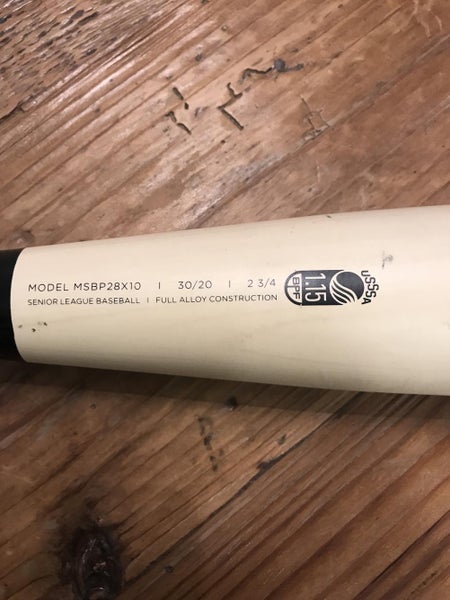 MODEL MSBP28X10 | 30/20 | 2 3/4
SENIOR LEAGUE BASEBALL | FULL ALLOY CONSTRUCTION
1.15
BPF
USSSA